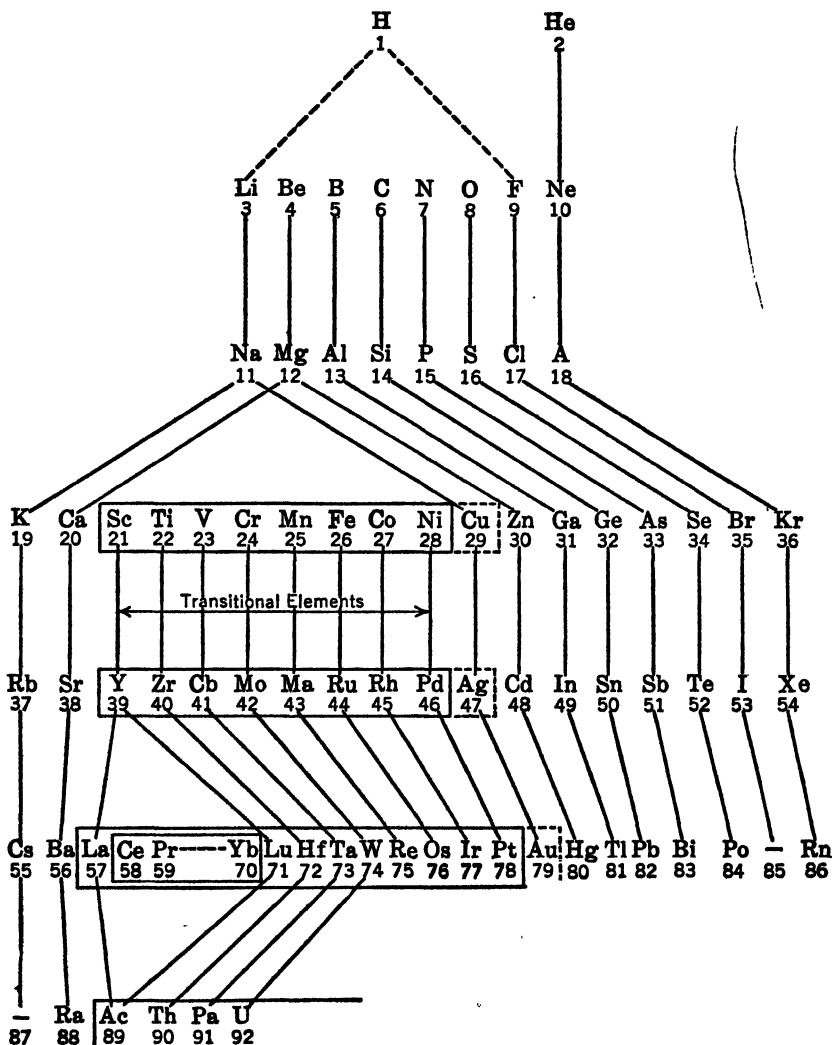 H He
1 2
Li Be B C N O F Ne
3 4 5 6 7 8 9 10
Na Mg Al Si P S Cl A
11 12 13 14 15 16 17 18
K Ca Sc Ti V Cr Mn Fe Co Ni Cu Zn Ga Ge As Se Br Kr
19 20 21 22 23 24 25 26 27 28 29 30 31 32 33 34 35 36
Transitional Elements
Rb Sr Y Zr Cb Mo Ma Ru Rh Pd Ag Cd In Sn Sb Te I Xe
37 38 39 40 41 42 43 44 45 46 47 48 49 50 51 52 53 54
Cs Ba La Ce Pr----Yb Lu Hf Ta W Re Os Ir Pt Au Hg Tl Pb Bi Po — Rn
55 56 57 58 59 70 71 72 73 74 75 76 77 78 79 80 81 82 83 84 85 86
— Ra Ac Th Pa U
87 88 89 90 91 92